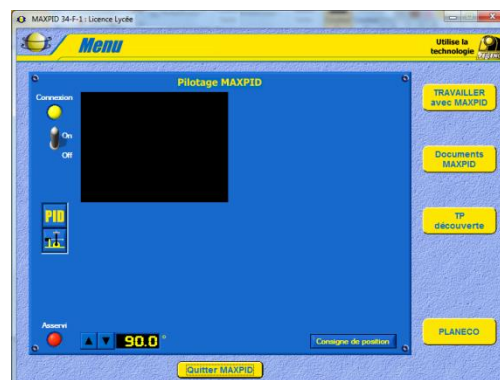 MAXPID 34-F-1 : Licence Lycée
Menu
Utilise la
technologie
Pilotage MAXPID
Connexion
On
Off
PID
Asservi
90.0 °
Consigne de position
TRAVAILLER
avec MAXPID
Documents
MAXPID
TP
découverte
PLANECO
Quitter MAXPID